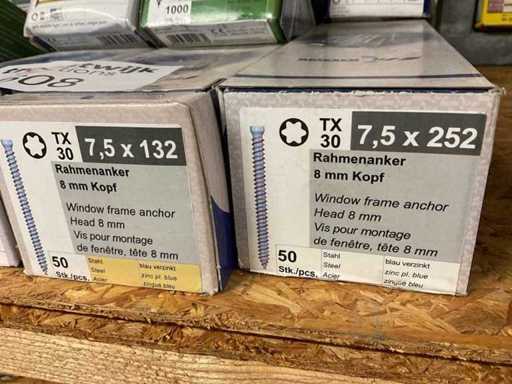 1000
08
TX
30
7,5 x 132
Rahmenanker
8 mm Kopf
Window frame anchor
Head 8 mm
Vis pour montage
de fenêtre, tête 8 mm
50
Stk./pcs.
Stahl
Steel
Acier
blau verzinkt
zinc pl. blue
zingué bleu
TX
30
7,5 x 252
Rahmenanker
8 mm Kopf
Window frame anchor
Head 8 mm
Vis pour montage
de fenêtre, tête 8 mm
50
Stk./pcs.
Stahl
Steel
Acier
blau verzinkt
zinc pl. blue
zingué bleu